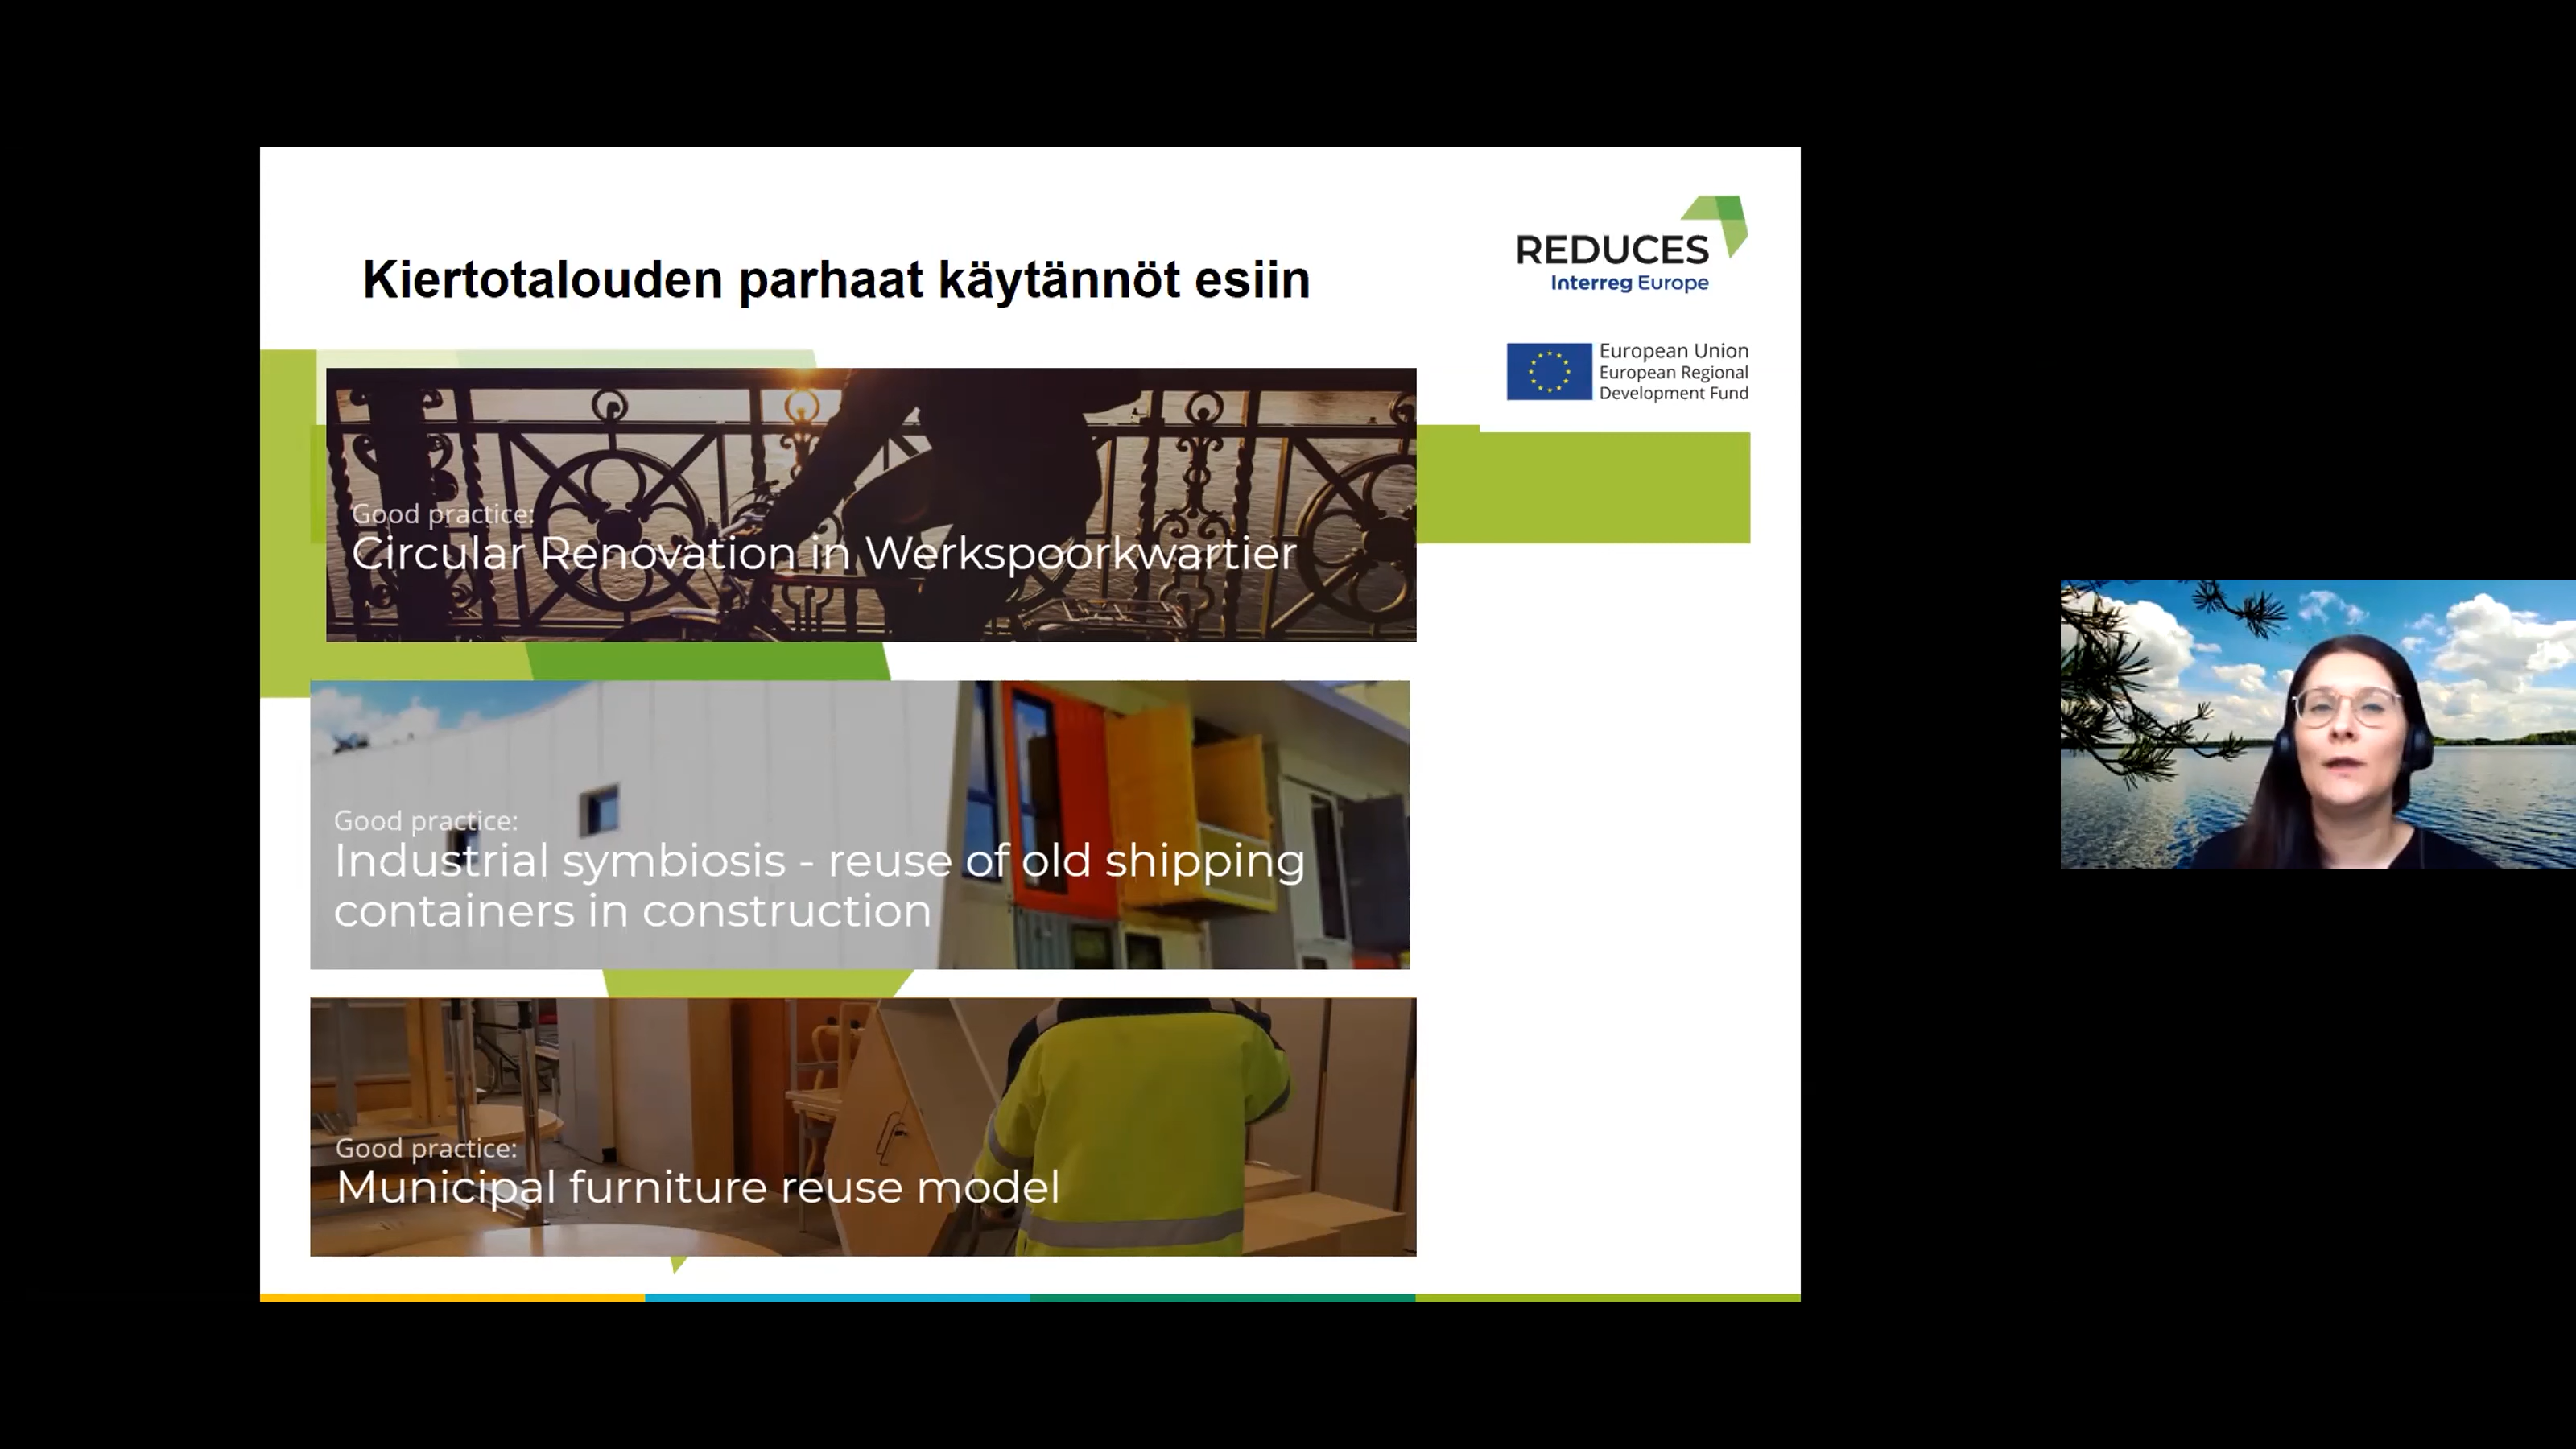 Kiertotalouden parhaat käytännöt esiin
REDUCES
Interreg Europe
European Union
European Regional
Development Fund
Good practice:
Circular Renovation in Werkspoorkwartier
Good practice:
Industrial symbiosis - reuse of old shipping
containers in construction
Good practice:
Municipal furniture reuse model